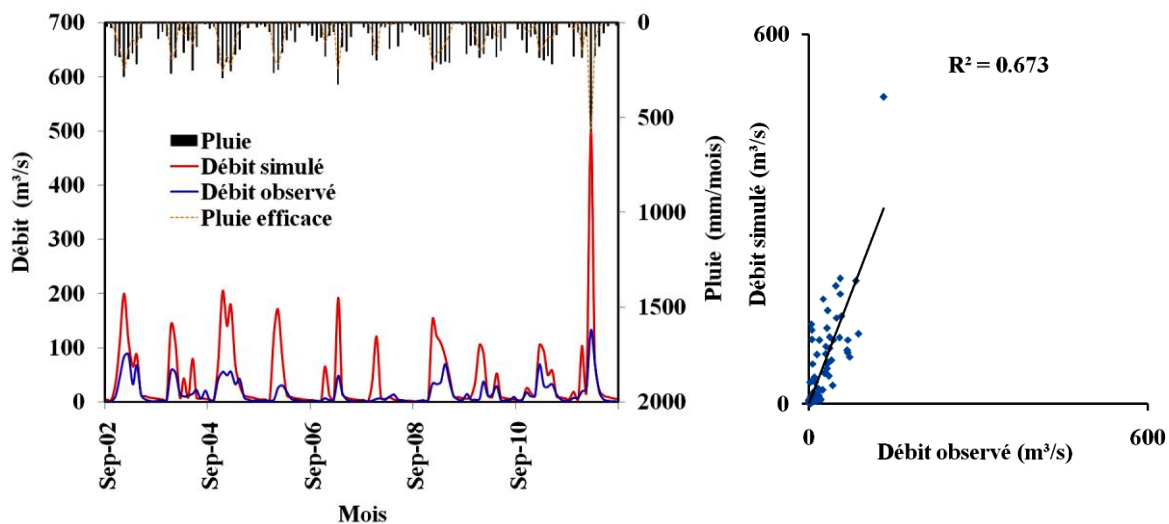 700
600
500
400
300
200
100
0
Débit (m³/s)
Pluie
Débit simulé
Débit observé
Pluie efficace
0
500
1000
1500
2000
Pluie (mm/mois)
Sep-02
Sep-04
Sep-06
Sep-08
Sep-10
Mois
600
0
Débit simulé (m³/s)
R² = 0.673
0
600
Débit observé (m³/s)